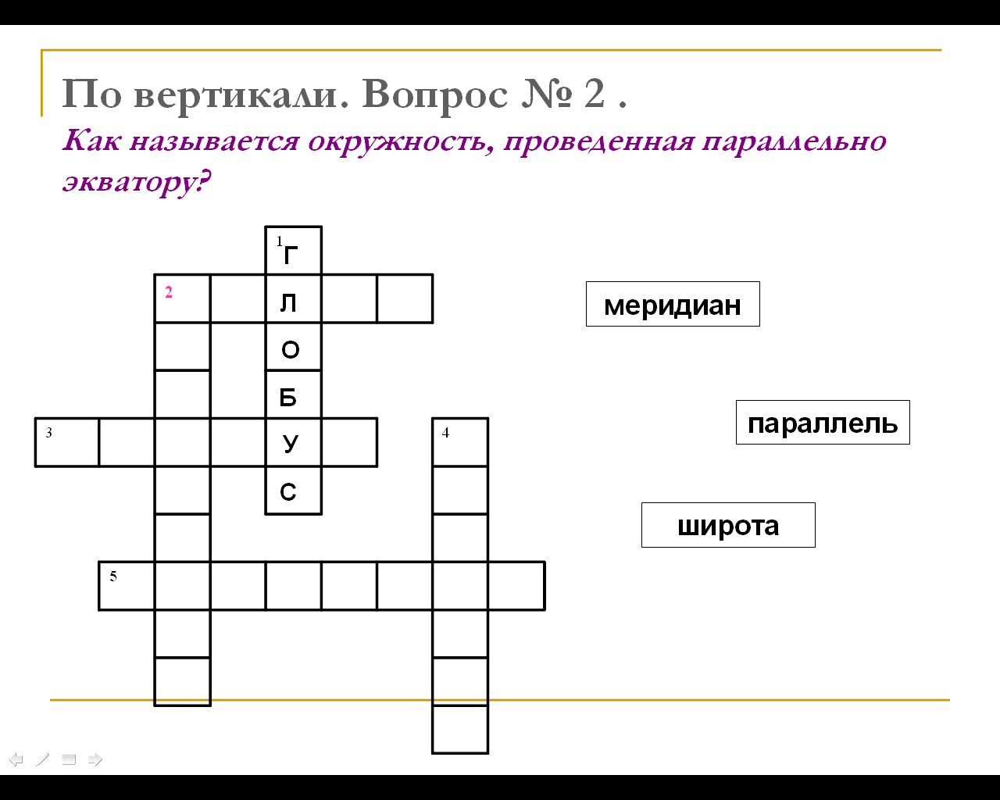 По вертикали. Вопрос № 2 .
Как называется окружность, проведенная параллельно
экватору?
1
Г
2
Л
О
Б
3
У
4
С
5
меридиан
параллель
широта